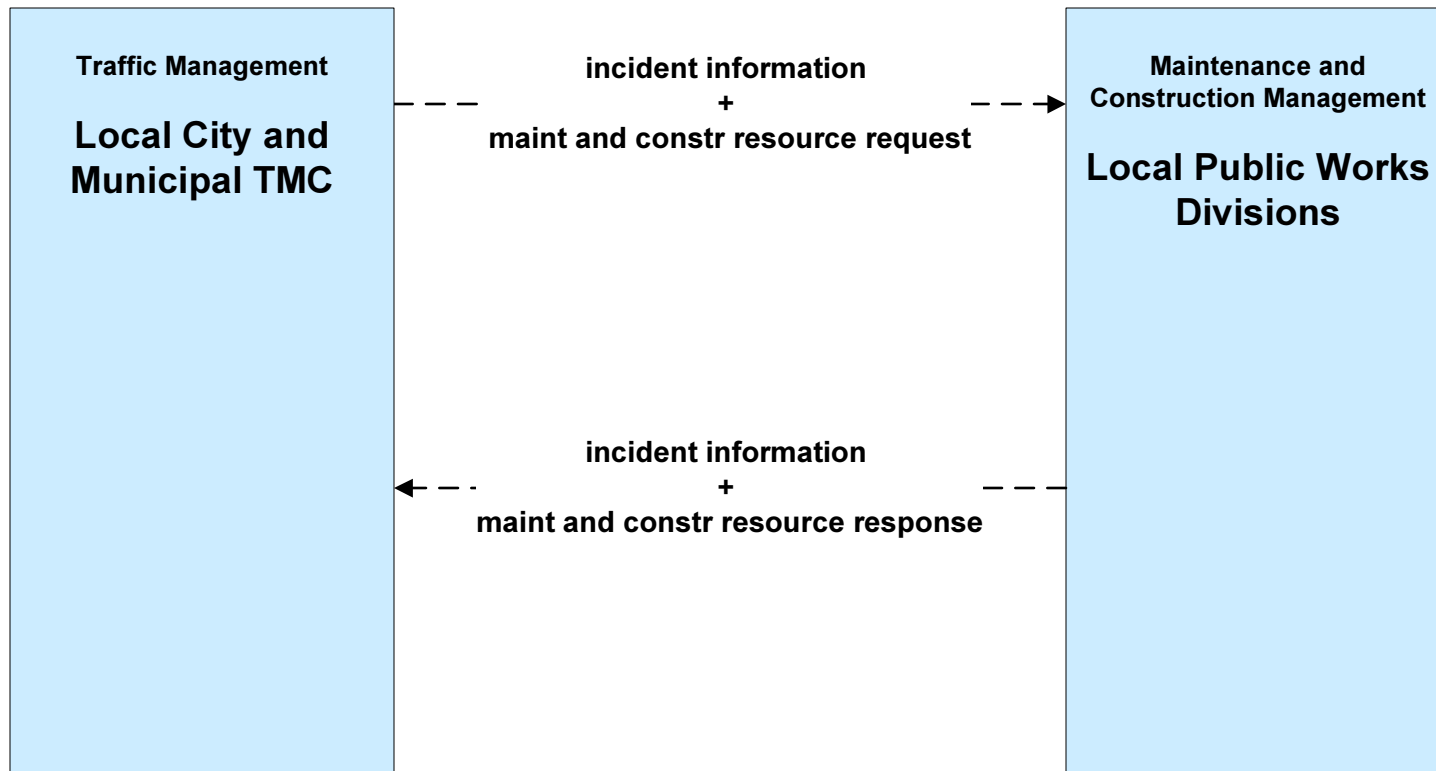 Traffic Management
Local City and
Municipal TMC
incident information
+
maint and constr resource request
Maintenance and
Construction Management
Local Public Works
Divisions
incident information
+
maint and constr resource response